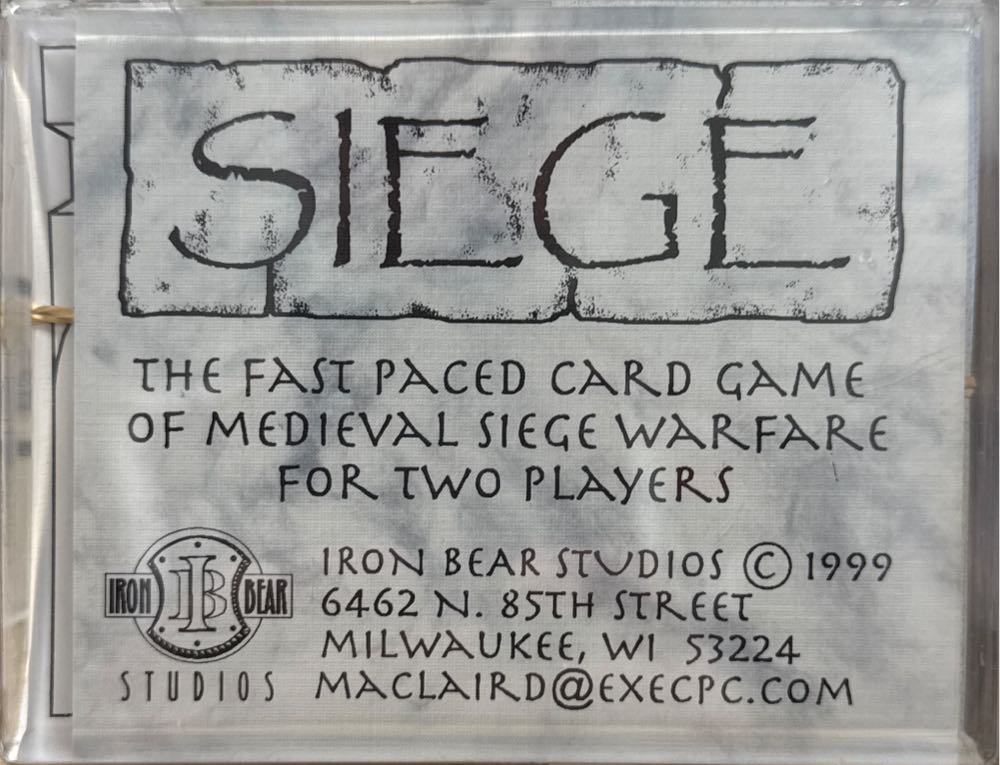 SIEGE
THE FAST PACED CARD GAME
OF MEDIEVAL SIEGE WARFARE
FOR TWO PLAYERS
IRON BEAR STUDIOS © 1999
6462 N. 85TH STREET
MILWAUKEE, WI 53224
MACLAIRD@EXECPC.COM
IRON IB BEAR
STUDIOS